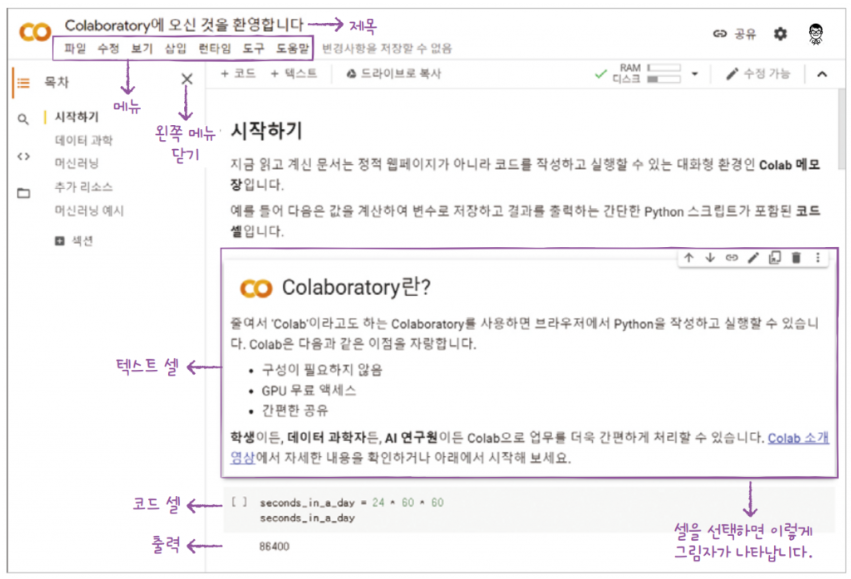 Colaboratory에 오신 것을 환영합니다
제목
공유
파일 수정 보기 삽입 런타임 도구 도움말 변경사항을 저장할 수 없음
목차
+ 코드 + 텍스트 드라이브로 복사
RAM
디스크
수정 가능
메뉴
왼쪽 메뉴
닫기
시작하기
데이터 과학
머신러닝
추가 리소스
머신러닝 예시
섹션
시작하기
지금 읽고 계신 문서는 정적 웹페이지가 아니라 코드를 작성하고 실행할 수 있는 대화형 환경인 Colab 메모
장입니다.
예를 들어 다음은 값을 계산하여 변수로 저장하고 결과를 출력하는 간단한 Python 스크립트가 포함된 코드
셀입니다.
CO Colaboratory란?
줄여서 'Colab'이라고도 하는 Colaboratory를 사용하면 브라우저에서 Python을 작성하고 실행할 수 있습니
다. Colab은 다음과 같은 이점을 자랑합니다.
텍스트 셀
• 구성이 필요하지 않음
• GPU 무료 액세스
• 간편한 공유
학생이든, 데이터 과학자든, AI 연구원이든 Colab으로 업무를 더욱 간편하게 처리할 수 있습니다. Colab 소개
영상에서 자세한 내용을 확인하거나 아래에서 시작해 보세요.
코드 셀
[ ] seconds_in_a_day = 24 * 60 * 60
seconds_in_a_day
출력
86400
셀을 선택하면 이렇게
그림자가 나타납니다.